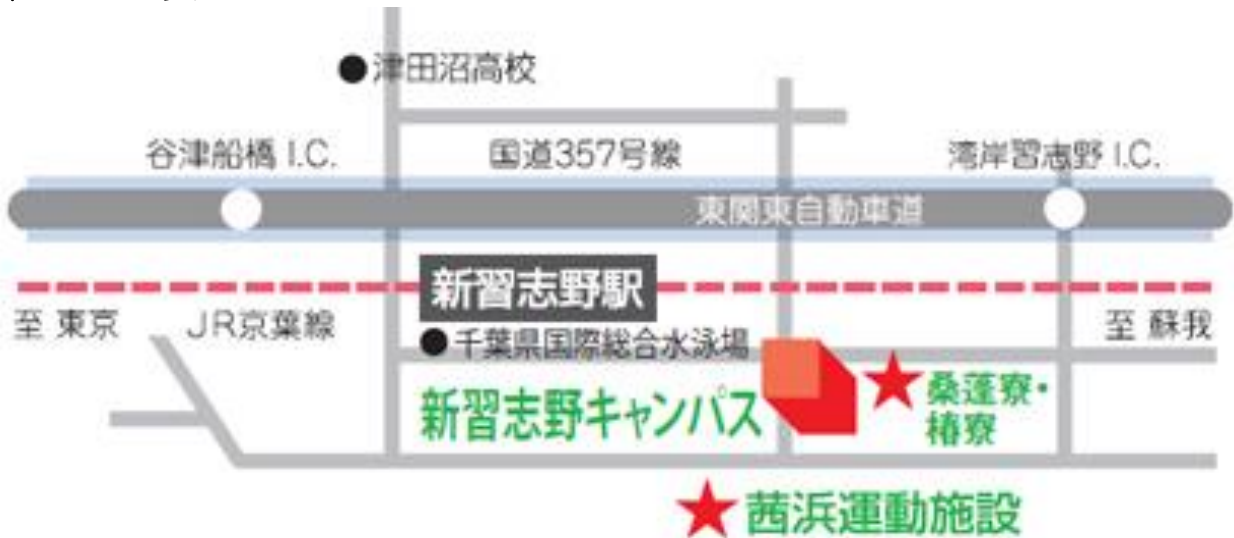 津田沼高校
谷津船橋 I.C.
国道357号線
湾岸習志野 I.C.
東関東自動車道
新習志野駅
至 東京
JR京葉線
千葉県国際総合水泳場
至 蘇我
新習志野キャンパス
桑蓬寮・
椿寮
茜浜運動施設